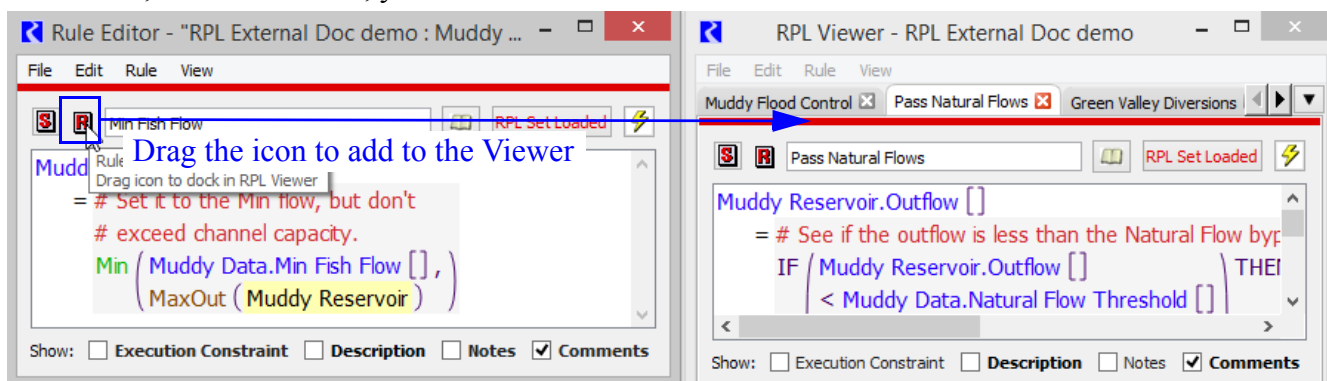 Rule Editor - "RPL External Doc demo : Muddy ...
File Edit Rule View
S R Min Fish Flow RPL Set Loaded
Drag the icon to add to the Viewer
Rule
Drag icon to dock in RPL Viewer
Mudd
= # Set it to the Min flow, but don't
# exceed channel capacity.
Min ( Muddy Data.Min Fish Flow [] ,
MaxOut ( Muddy Reservoir ) )
Show: Execution Constraint Description Notes Comments
RPL Viewer - RPL External Doc demo
File Edit Rule View
Muddy Flood Control Pass Natural Flows Green Valley Diversions
S R Pass Natural Flows RPL Set Loaded
Muddy Reservoir.Outflow []
= # See if the outflow is less than the Natural Flow byp
IF ( Muddy Reservoir.Outflow [] ) THE
< Muddy Data.Natural Flow Threshold []
Show: Execution Constraint Description Notes Comments